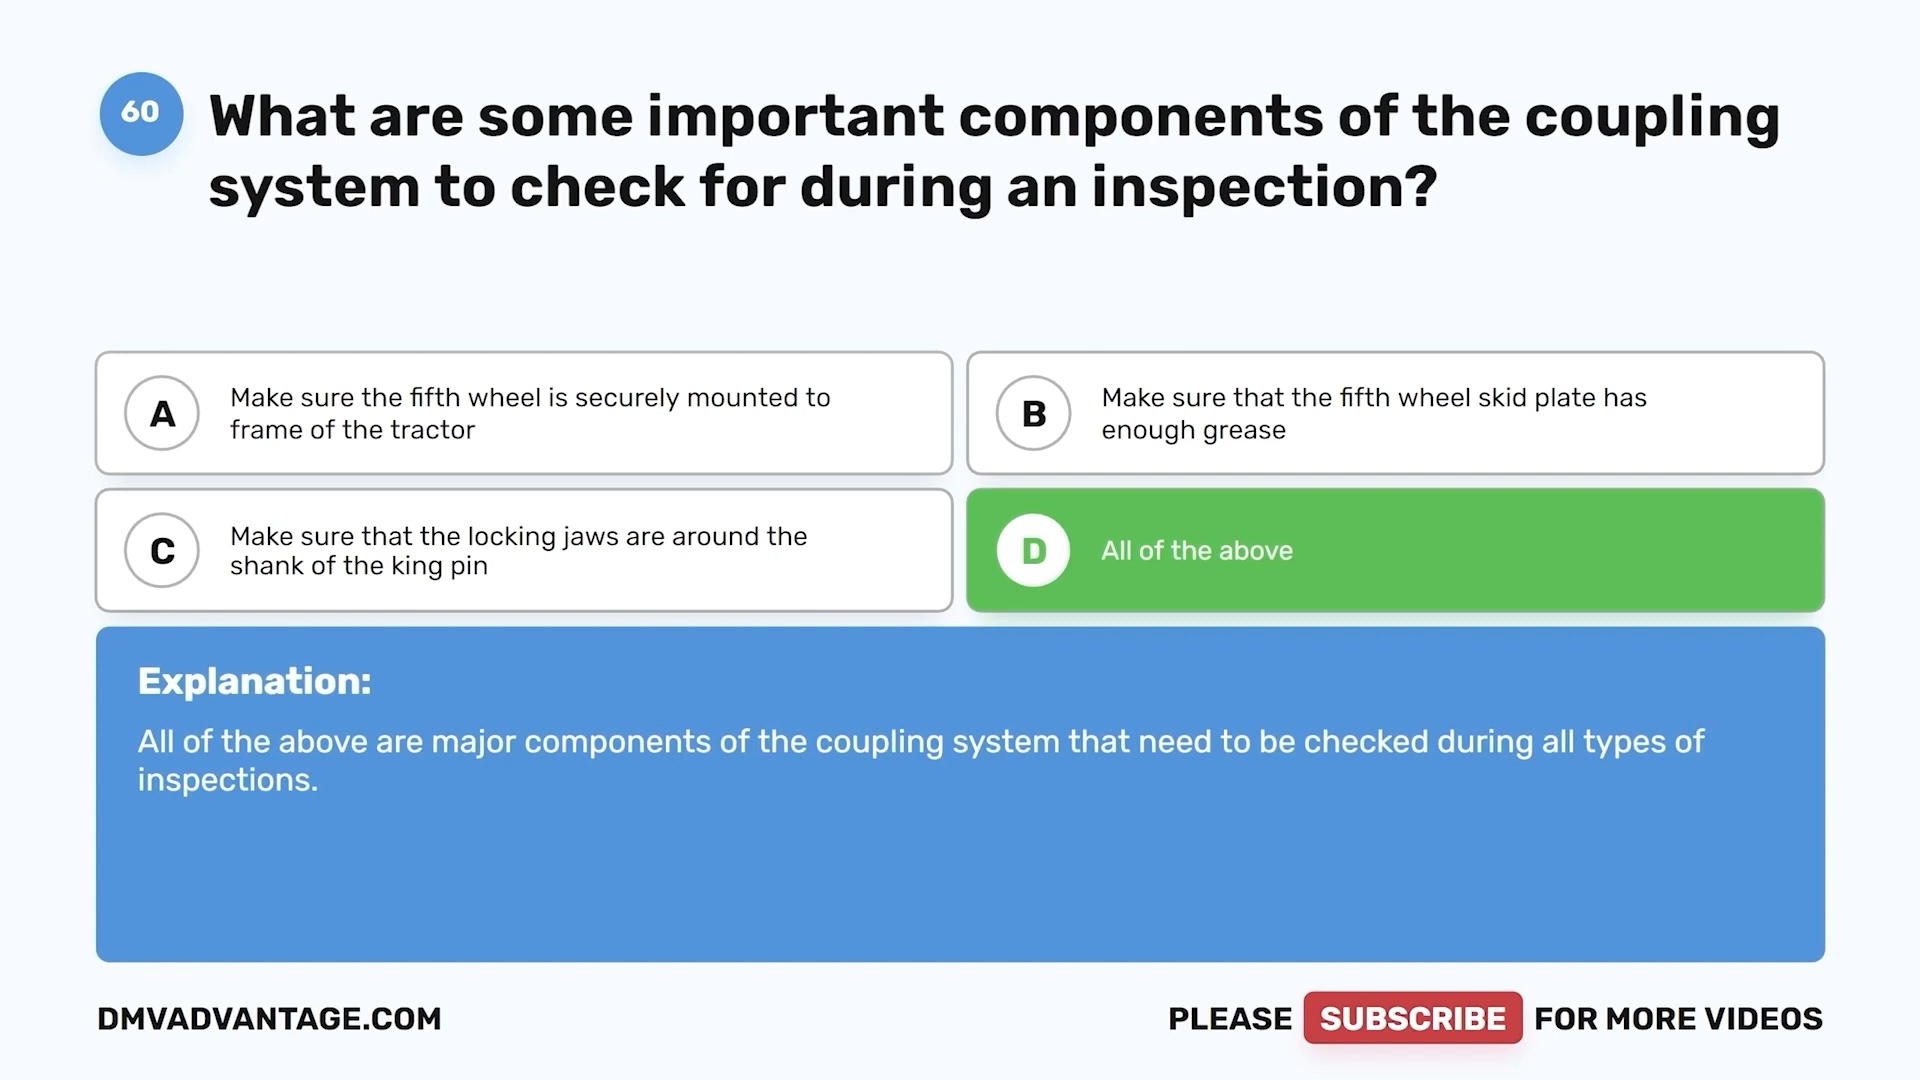 60
What are some important components of the coupling
system to check for during an inspection?
A
Make sure the fifth wheel is securely mounted to
frame of the tractor
B
Make sure that the fifth wheel skid plate has
enough grease
C
Make sure that the locking jaws are around the
shank of the king pin
D
All of the above
Explanation:
All of the above are major components of the coupling system that need to be checked during all types of
inspections.
DMVADVANTAGE.COM
PLEASE SUBSCRIBE FOR MORE VIDEOS